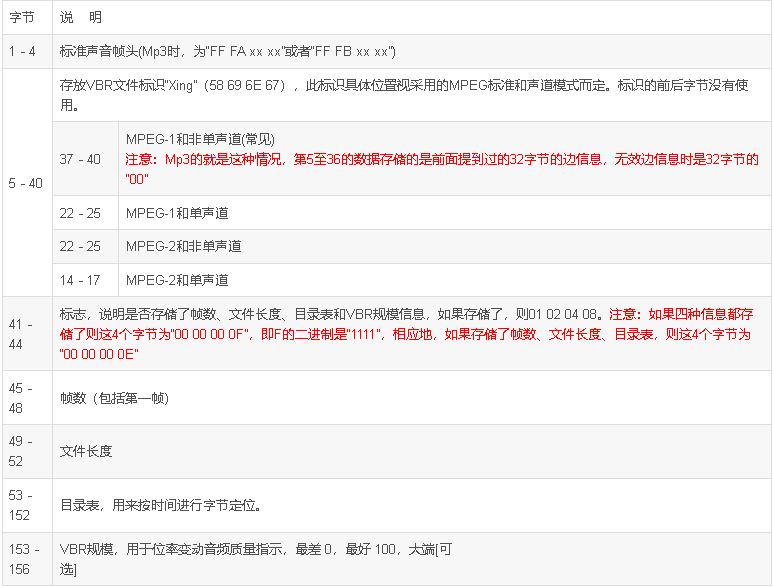 字节 说 明
1 - 4 标准声音帧头(Mp3时，为"FF FA xx xx"或者"FF FB xx xx")
存放VBR文件标识"Xing"（58 69 6E 67），此标识具体位置视采用的MPEG标准和声道模式而定。标识的前后字节没有使
用。
5 - 40
37 - 40
MPEG-1和非单声道(常见)
注意：Mp3的就是这种情况，第5至36的数据存储的是前面提到过的32字节的边信息，无效边信息时是32字节的
"00"
22 - 25 MPEG-1和单声道
22 - 25 MPEG-2和非单声道
14 - 17 MPEG-2和单声道
41 -
44
标志，说明是否存储了帧数、文件长度、目录表和VBR规模信息，如果存储了，则01 02 04 08。注意：如果四种信息都存
储了则这4个字节为"00 00 00 0F"，即F的二进制是"1111"，相应地，如果存储了帧数、文件长度、目录表，则这4个字节为
"00 00 00 0E"
45 -
48
帧数（包括第一帧）
49 -
52
文件长度
53 -
152
目录表，用来按时间进行字节定位。
153 -
156
VBR规模，用于位率变动音频质量指示，最差 0，最好 100，大端[可
选]